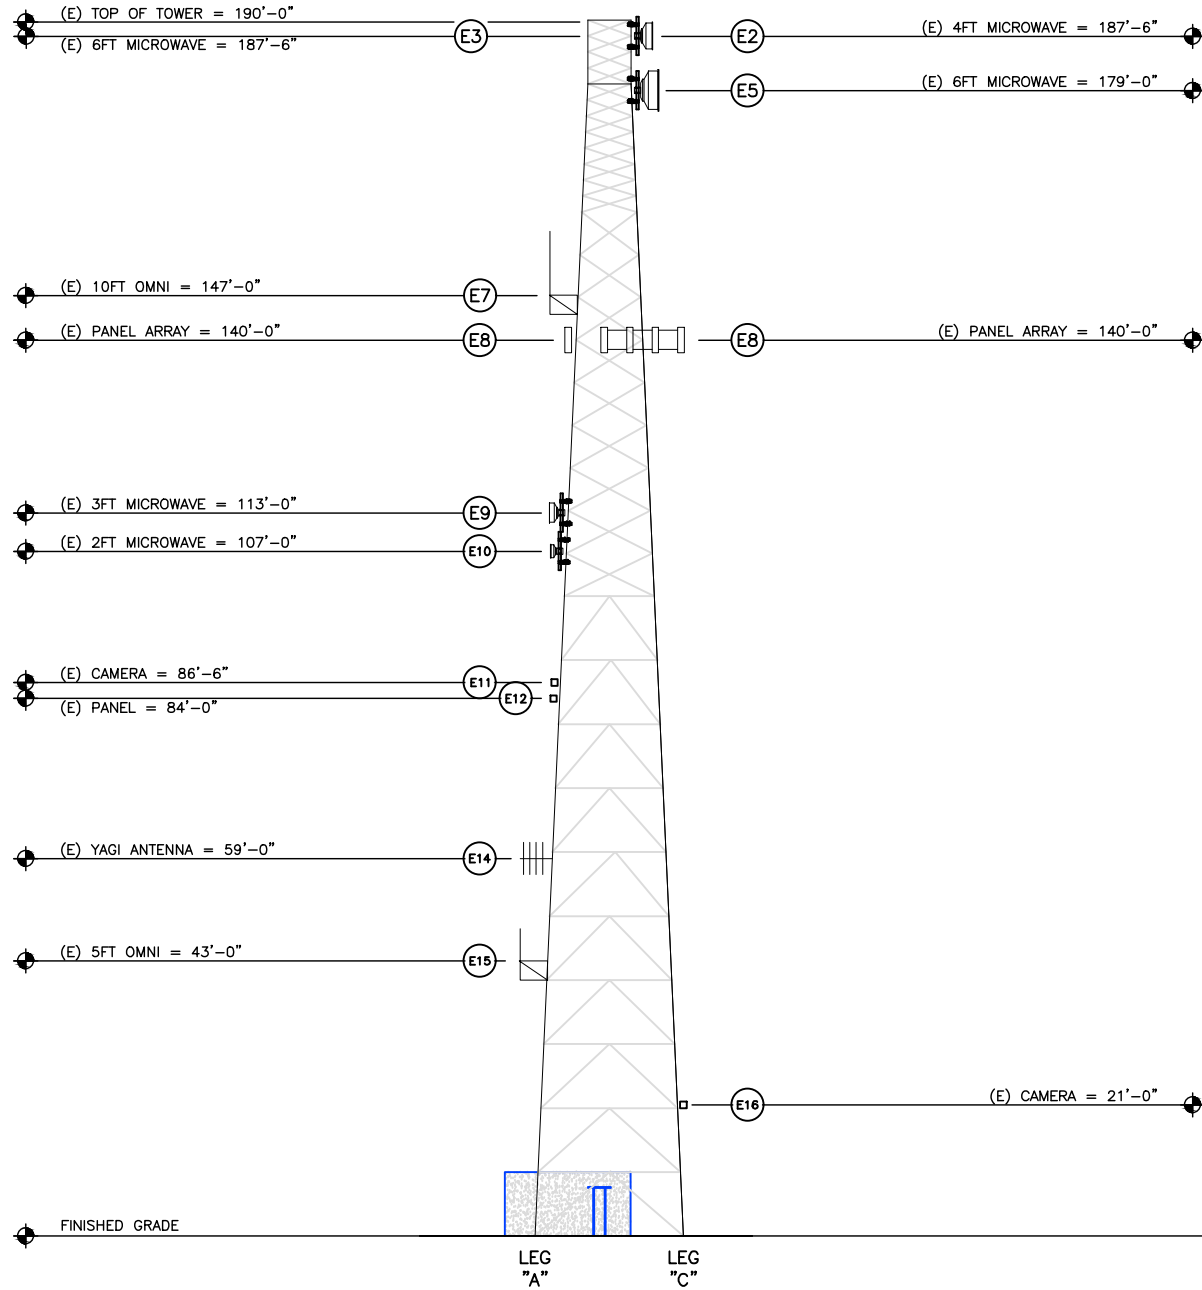 (E) TOP OF TOWER = 190'-0"
(E) 6FT MICROWAVE = 187'-6"
E3
E2
(E) 4FT MICROWAVE = 187'-6"
E5
(E) 6FT MICROWAVE = 179'-0"
(E) 10FT OMNI = 147'-0"
E7
(E) PANEL ARRAY = 140'-0"
E8
E8
(E) PANEL ARRAY = 140'-0"
(E) 3FT MICROWAVE = 113'-0"
E9
(E) 2FT MICROWAVE = 107'-0"
E10
(E) CAMERA = 86'-6"
E11
(E) PANEL = 84'-0"
E12
(E) YAGI ANTENNA = 59'-0"
E14
(E) 5FT OMNI = 43'-0"
E15
E16
(E) CAMERA = 21'-0"
FINISHED GRADE
LEG
"A"
LEG
"C"